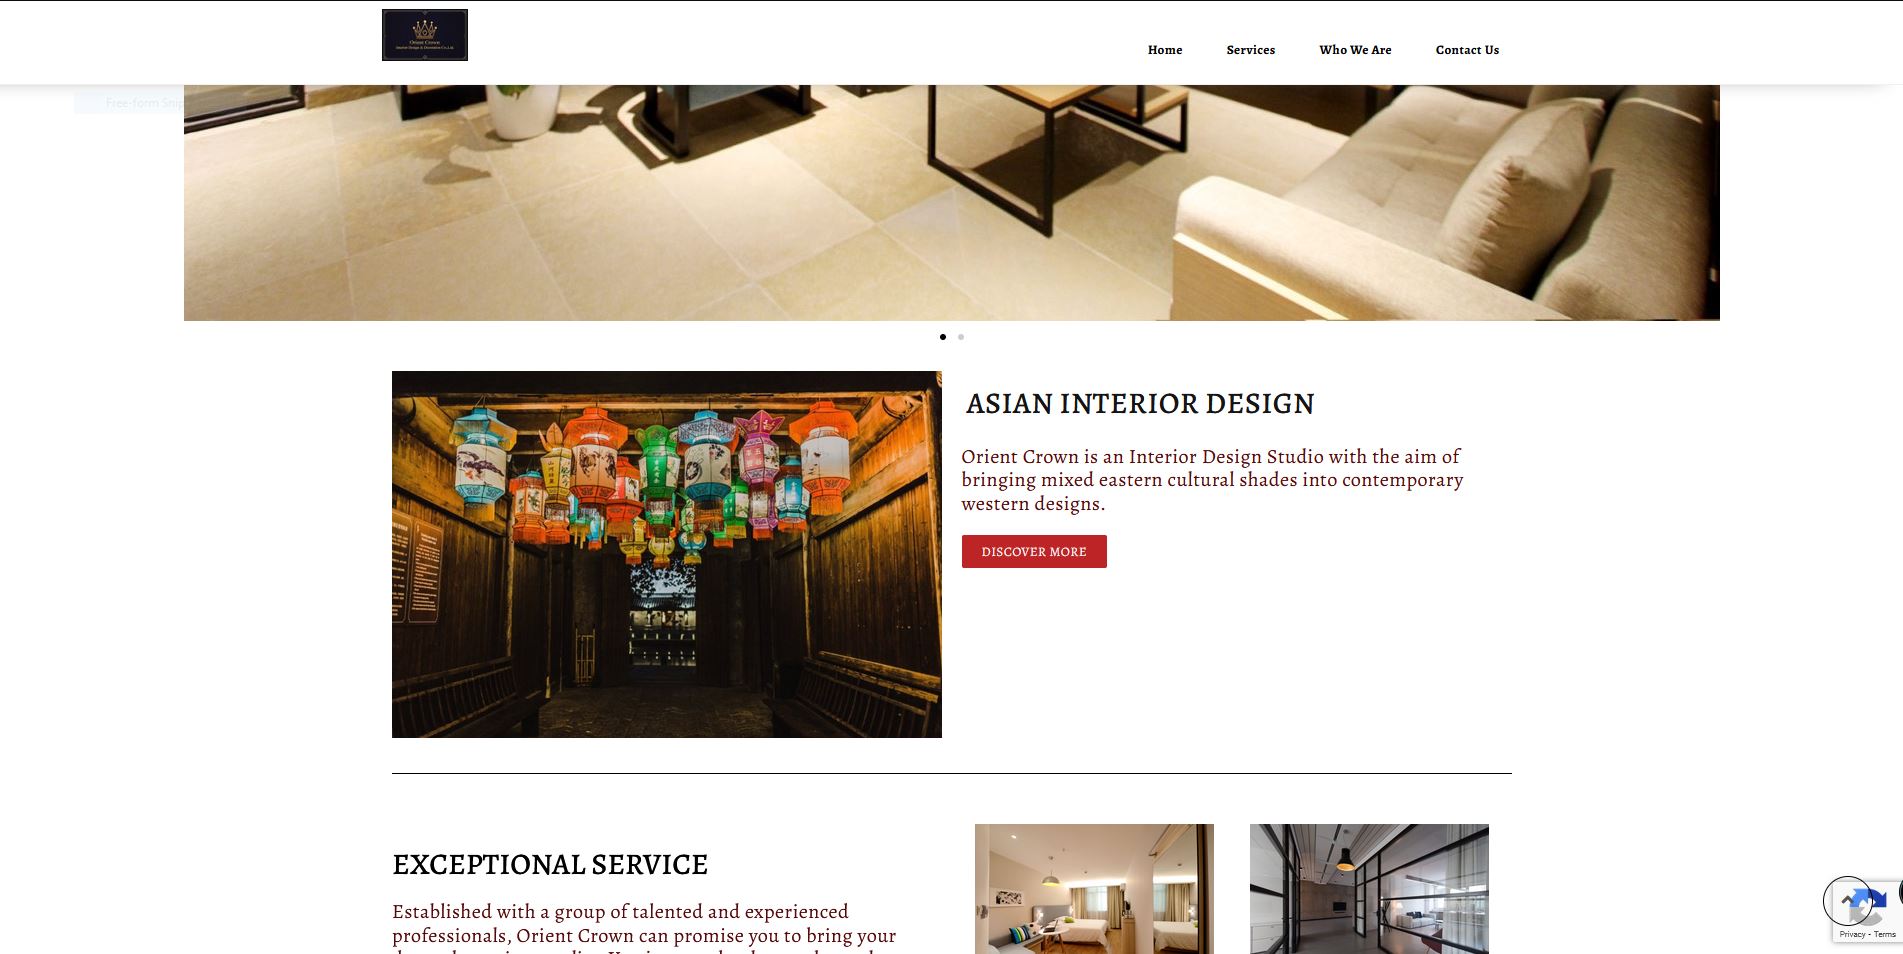 Orient Crown
Interior Design & Decoration Co.,Ltd.
Home
Services
Who We Are
Contact Us
Free-form Snip
ASIAN INTERIOR DESIGN
Orient Crown is an Interior Design Studio with the aim of
bringing mixed eastern cultural shades into contemporary
western designs.
DISCOVER MORE
EXCEPTIONAL SERVICE
Established with a group of talented and experienced
professionals, Orient Crown can promise you to bring your
Privacy - Terms